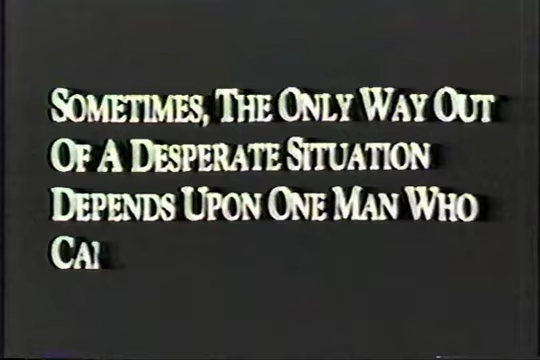 SOMETIMES, THE ONLY WAY OUT
OF A DESPERATE SITUATION
DEPENDS UPON ONE MAN WHO